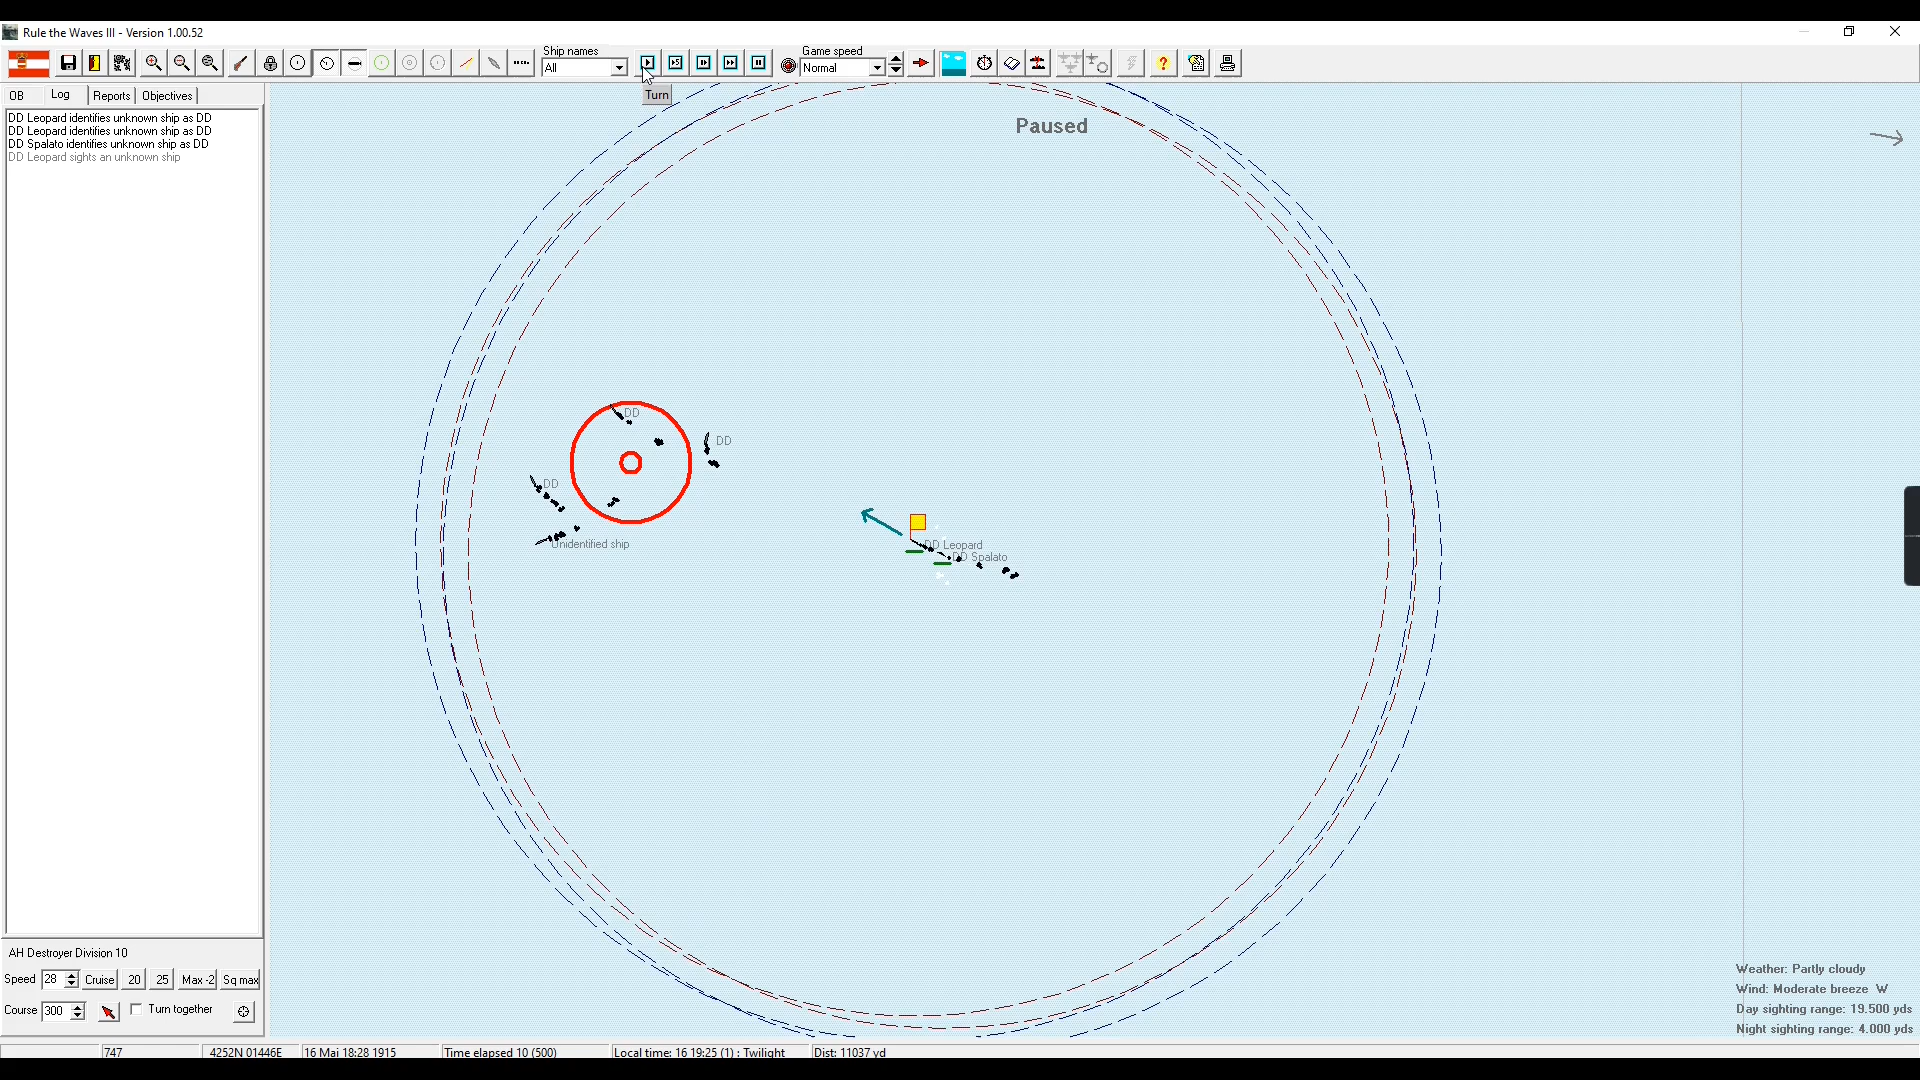 Rule the Waves III - Version 1.00.52
Ship names
All
Game speed
Normal
Turn
OB
Log
Reports
Objectives
DD Leopard identifies unknown ship as DD
DD Leopard identifies unknown ship as DD
DD Spalato identifies unknown ship as DD
DD Leopard sights an unknown ship
Paused
DD
DD
DD
Unidentified ship
DD Leopard
DD Spalato
AH Destroyer Division 10
Speed 28 Cruise 20 25 Max -2 Sq max
Course 300 Turn together
Weather: Partly cloudy
Wind: Moderate breeze W
Day sighting range: 19.500 yds
Night sighting range: 4.000 yds
747 4252N 01446E 16 Mai 18:28 1915 Time elapsed 10 (500) Local time: 16 19:25 (1) : Twilight Dist: 11037 yd